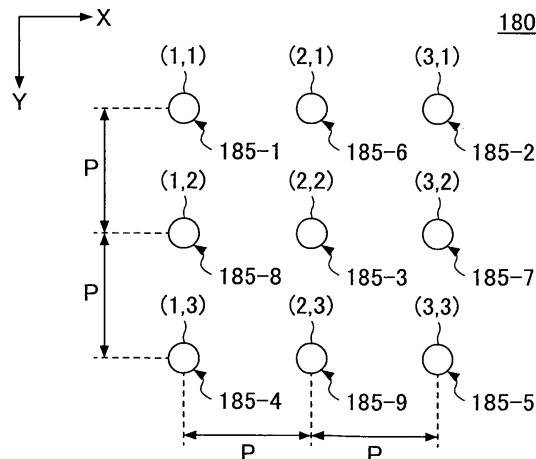 X
180
Y
(1,1) (2,1) (3,1)
185-1 185-6 185-2
P
(1,2) (2,2) (3,2)
185-8 185-3 185-7
P
(1,3) (2,3) (3,3)
185-4 185-9 185-5
P P